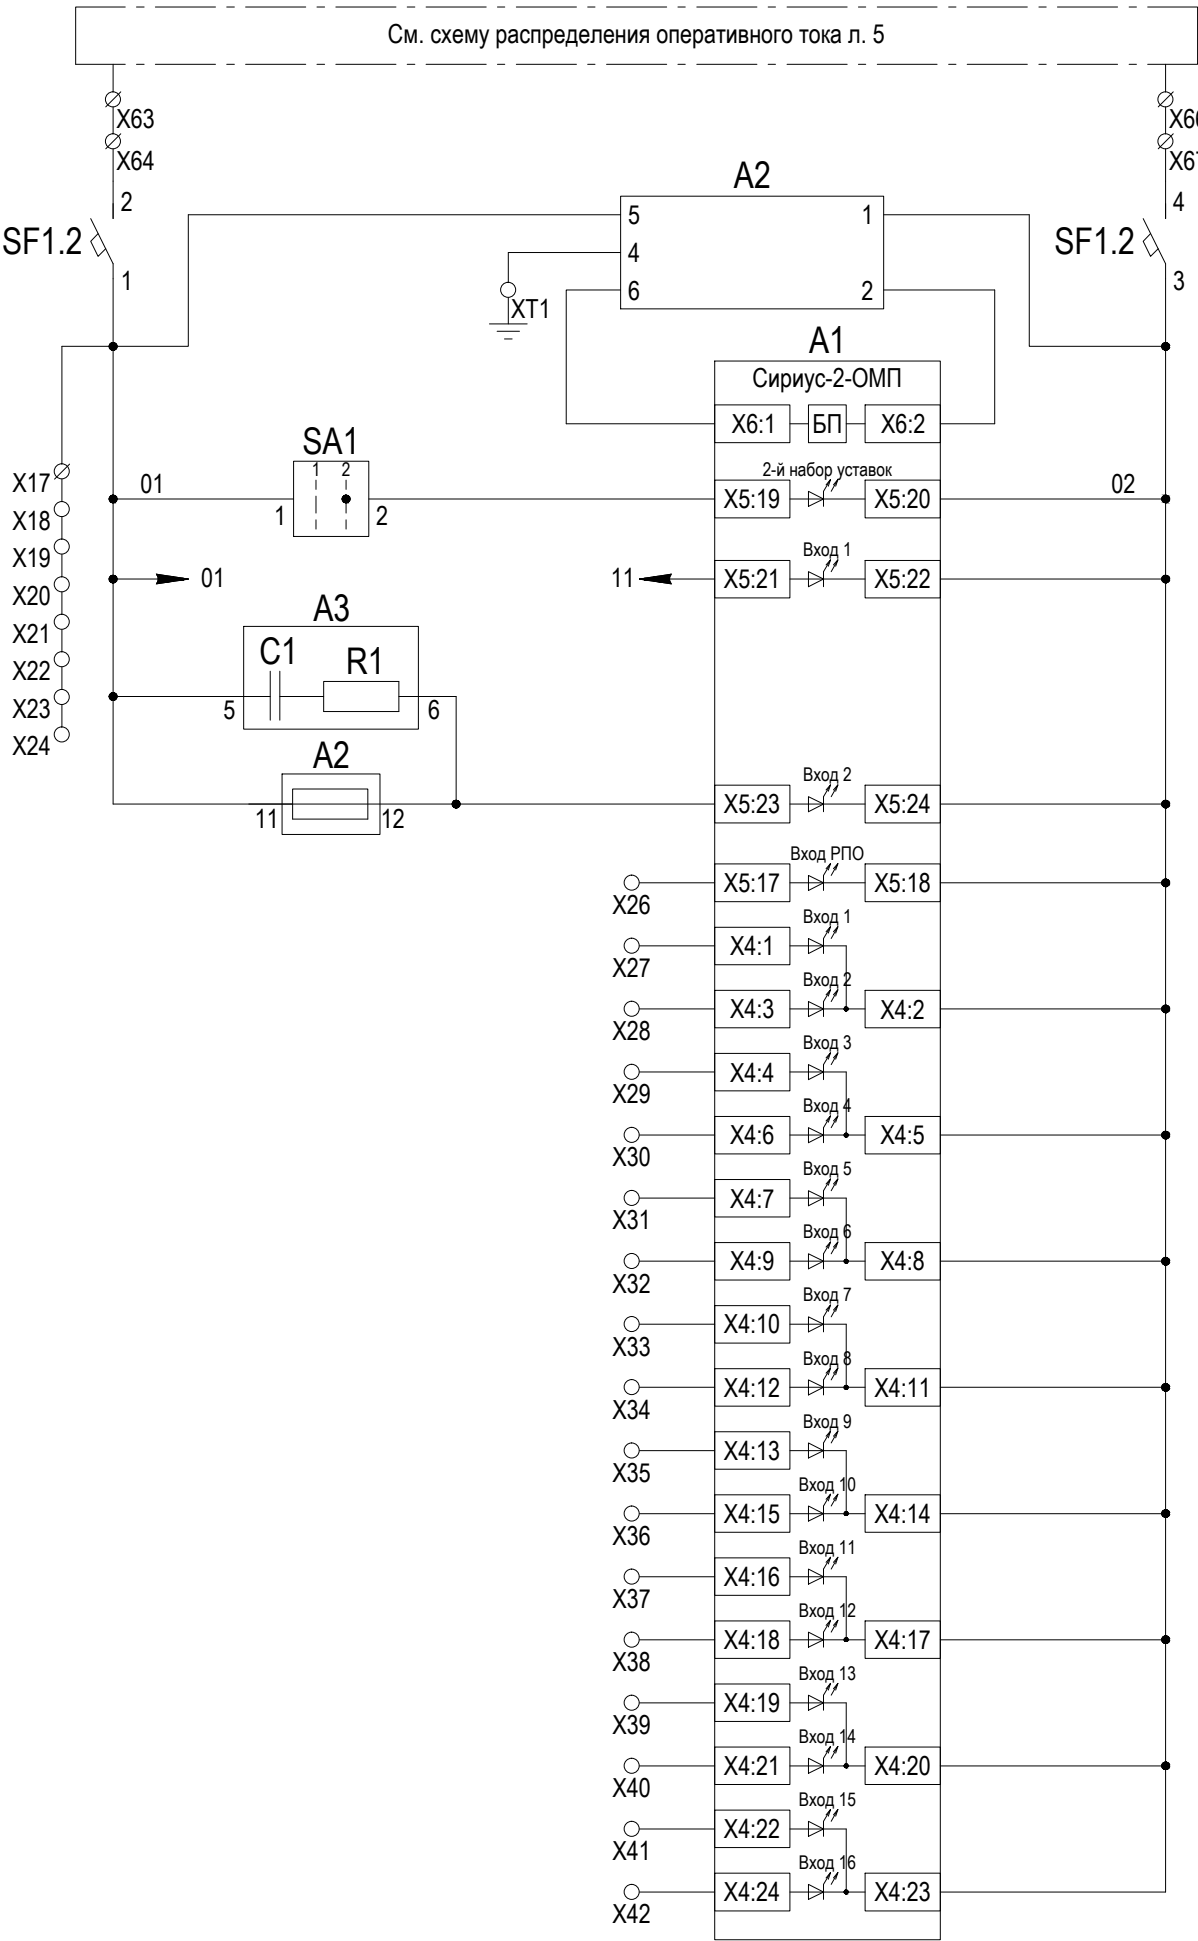 См. схему распределения оперативного тока л. 5
X63
X64
X67
2
4
A2
SF1.2
5
1
SF1.2
4
1
6
2
3
XT1
A1
Сириус-2-ОМП
X6:1
БП
X6:2
SA1
1
2
2-й набор уставок
X17
01
1
2
X5:19
X5:20
02
X18
X19
Вход 1
01
11
X5:21
X5:22
X20
X21
A3
X22
C1
R1
X23
5
6
X24
A2
Вход 2
11
12
X5:23
X5:24
Вход РПО
X26
X5:17
X5:18
Вход 1
X27
X4:1
Вход 2
X28
X4:3
X4:2
Вход 3
X29
X4:4
Вход 4
X30
X4:6
X4:5
Вход 5
X31
X4:7
Вход 6
X32
X4:9
X4:8
Вход 7
X33
X4:10
Вход 8
X34
X4:12
X4:11
Вход 9
X35
X4:13
Вход 10
X36
X4:15
X4:14
Вход 11
X37
X4:16
Вход 12
X38
X4:18
X4:17
Вход 13
X39
X4:19
Вход 14
X40
X4:21
X4:20
Вход 15
X41
X4:22
Вход 16
X42
X4:24
X4:23